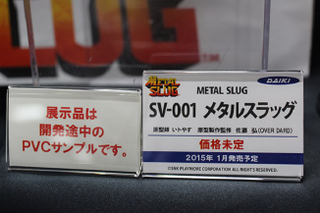 SLUG
展示品は
開発途中の
PVCサンプルです。
METAL
SLUG
METAL SLUG
DAIKI
SV-001 メタルスラッグ
原型師 いトやす 原型製作監修 佐藤 弘(OVER DARD)
価格未定
2015年 1月発売予定
©SNK PLAYMORE CORPORATION ALL RIGHTS RESERVED.